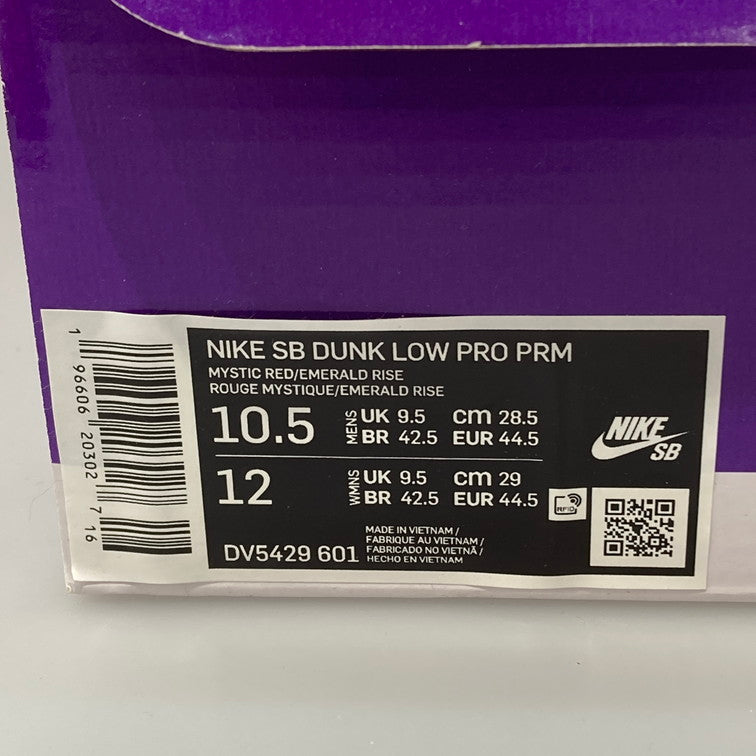 NIKE SB DUNK LOW PRO PRM
MYSTIC RED/EMERALD RISE
ROUGE MYSTIQUE/EMERALD RISE
10.5 MENS UK 9.5 cm 28.5
BR 42.5 EUR 44.5
12 WMNS UK 9.5 cm 29
BR 42.5 EUR 44.5
DV5429 601
MADE IN VIETNAM /
FABRIQUE AU VIETNAM /
FABRICADO NO VIETNÃ /
HECHO EN VIETNAM
NIKE
SB
RFID
1 96606 20302 7 16